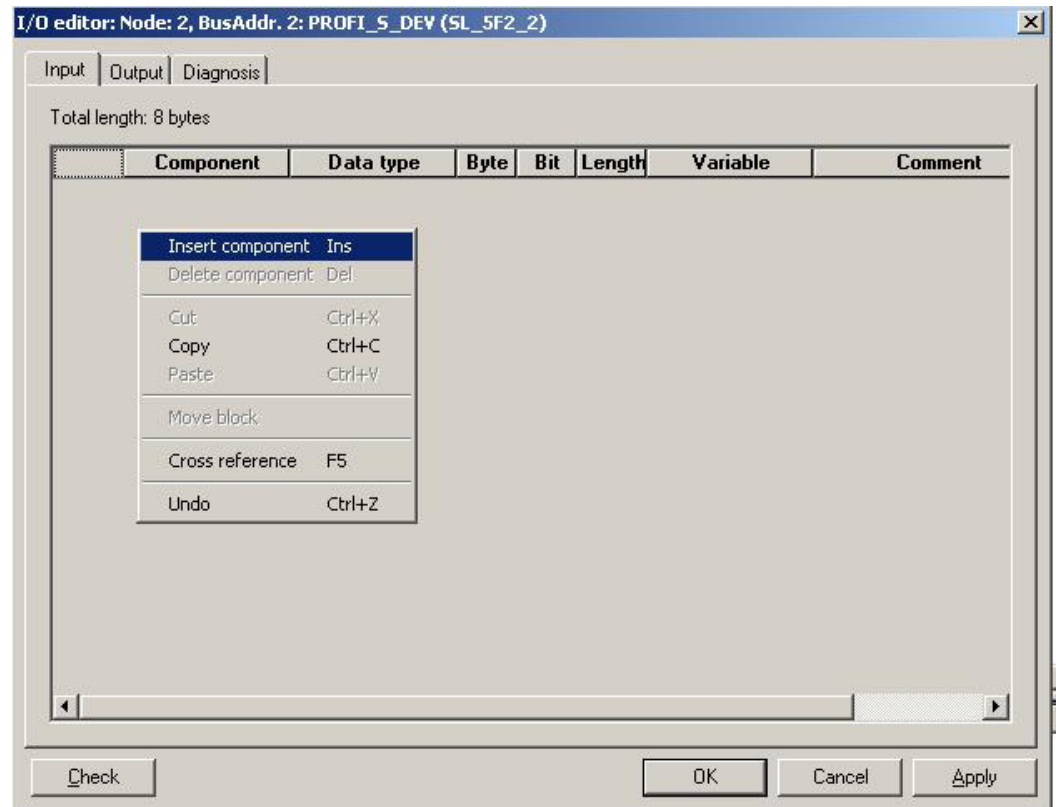 I/O editor: Node: 2, BusAddr. 2: PROFI_S_DEV (SL_5F2_2)
Input Output Diagnosis
Total length: 8 bytes
Component Data type Byte Bit Length Variable Comment
Insert component Ins
Delete component Del
Cut Ctrl+X
Copy Ctrl+C
Paste Ctrl+V
Move block
Cross reference F5
Undo Ctrl+Z
Check OK Cancel Apply